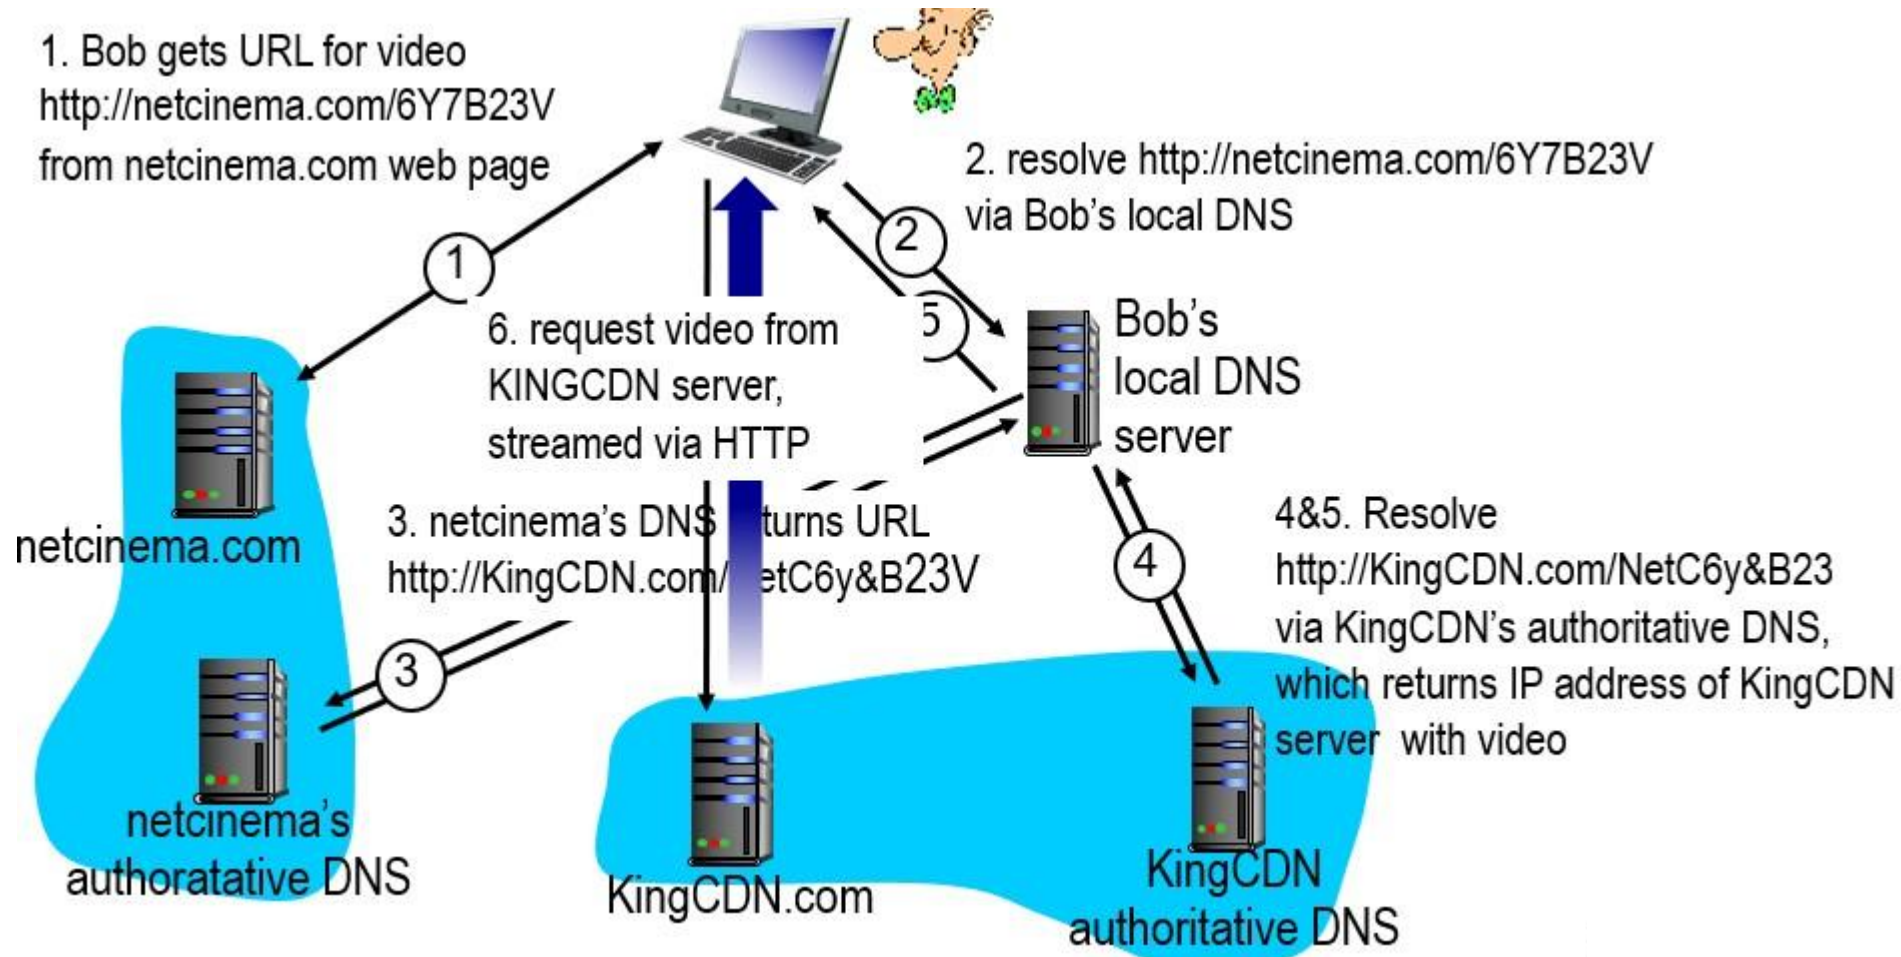 1. Bob gets URL for video
http://netcinema.com/6Y7B23V
from netcinema.com web page
2. resolve http://netcinema.com/6Y7B23V
via Bob's local DNS
1
2
5
6. request video from
KINGCDN server,
streamed via HTTP
Bob's
local DNS
server
netcinema.com
3. netcinema's DNS turns URL
http://KingCDN.com/ etC6y&B23V
4
4&5. Resolve
http://KingCDN.com/NetC6y&B23
via KingCDN's authoritative DNS,
which returns IP address of KingCDN
server with video
3
netcinema's
authoratative DNS
KingCDN.com
KingCDN
authoritative DNS